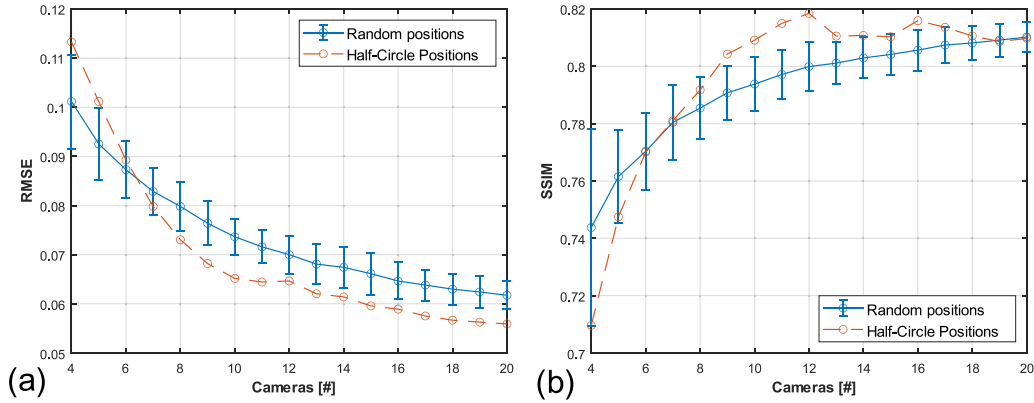 0.12
0.11
0.1
0.09
0.08
0.07
0.06
0.05
RMSE
4 6 8 10 12 14 16 18 20
Cameras [#]
Random positions
Half-Circle Positions
(a)
0.82
0.8
0.78
0.76
0.74
0.72
0.7
SSIM
4 6 8 10 12 14 16 18 20
Cameras [#]
Random positions
Half-Circle Positions
(b)